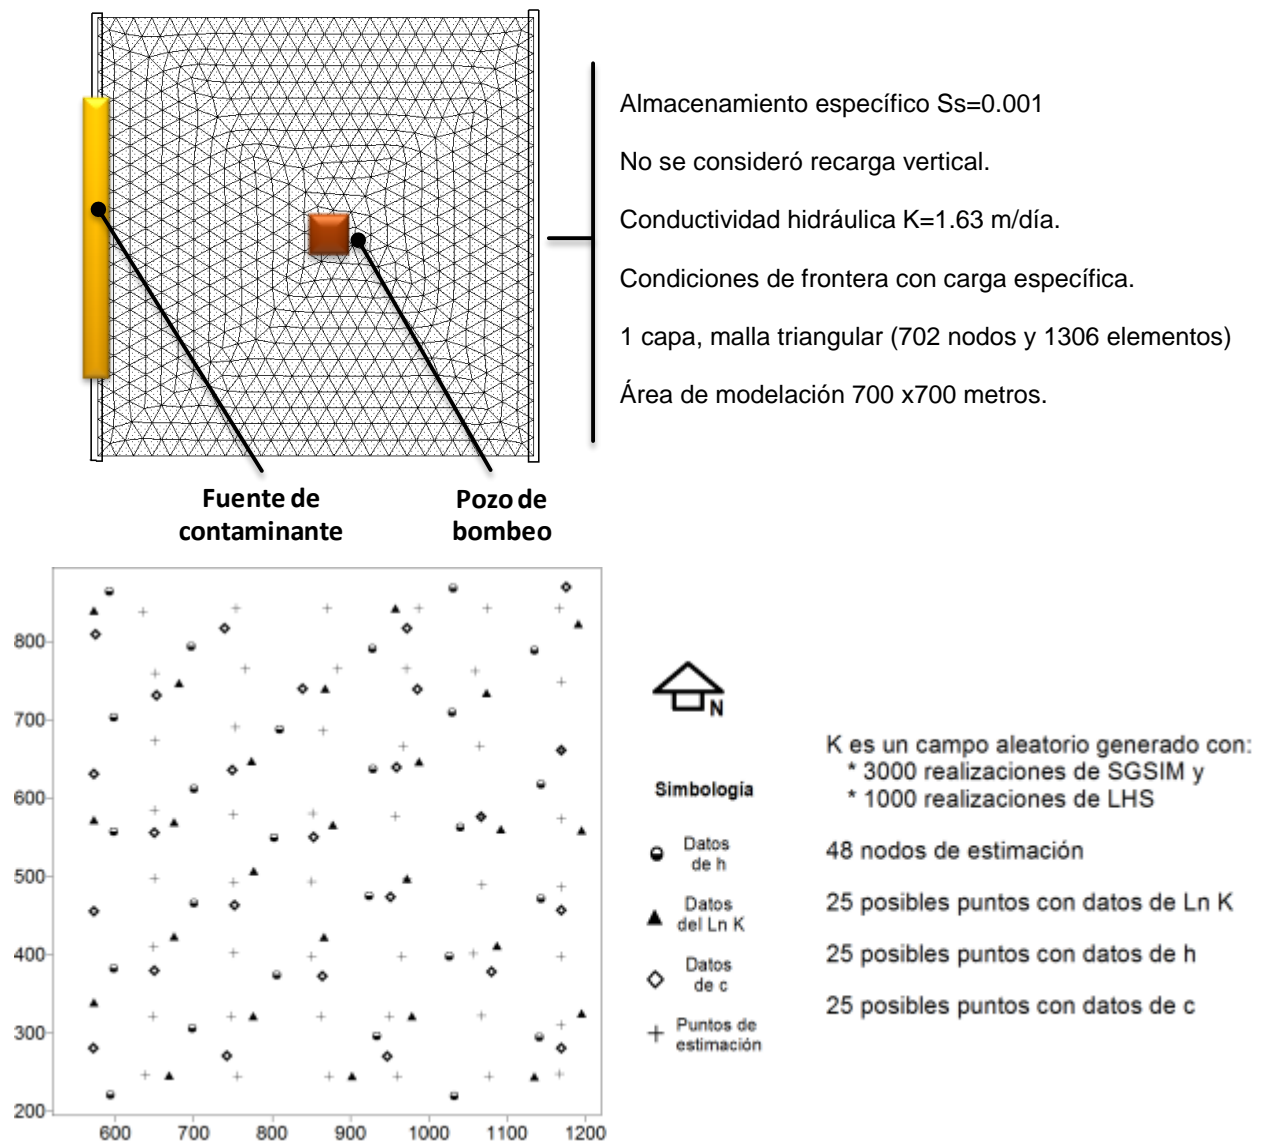 Almacenamiento específico Ss=0.001
No se consideró recarga vertical.
Conductividad hidráulica K=1.63 m/día.
Condiciones de frontera con carga específica.
1 capa, malla triangular (702 nodos y 1306 elementos)
Área de modelación 700 x700 metros.
Fuente de
contaminante
Pozo de
bombeo
800
700
600
500
400
300
200
600 700 800 900 1000 1100 1200
N
Simbología
Datos
de h
Datos
del Ln K
Datos
de c
Puntos de
estimación
K es un campo aleatorio generado con:
* 3000 realizaciones de SGSIM y
* 1000 realizaciones de LHS
48 nodos de estimación
25 posibles puntos con datos de Ln K
25 posibles puntos con datos de h
25 posibles puntos con datos de c